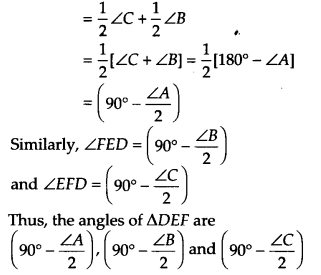 = 1/2 ∠C + 1/2 ∠B
= 1/2 [∠C + ∠B] = 1/2 [180° − ∠A]
= (90° − ∠A/2)
Similarly, ∠FED = (90° − ∠B/2)
and ∠EFD = (90° − ∠C/2)
Thus, the angles of ΔDEF are
(90° − ∠A/2), (90° − ∠B/2) and (90° − ∠C/2)